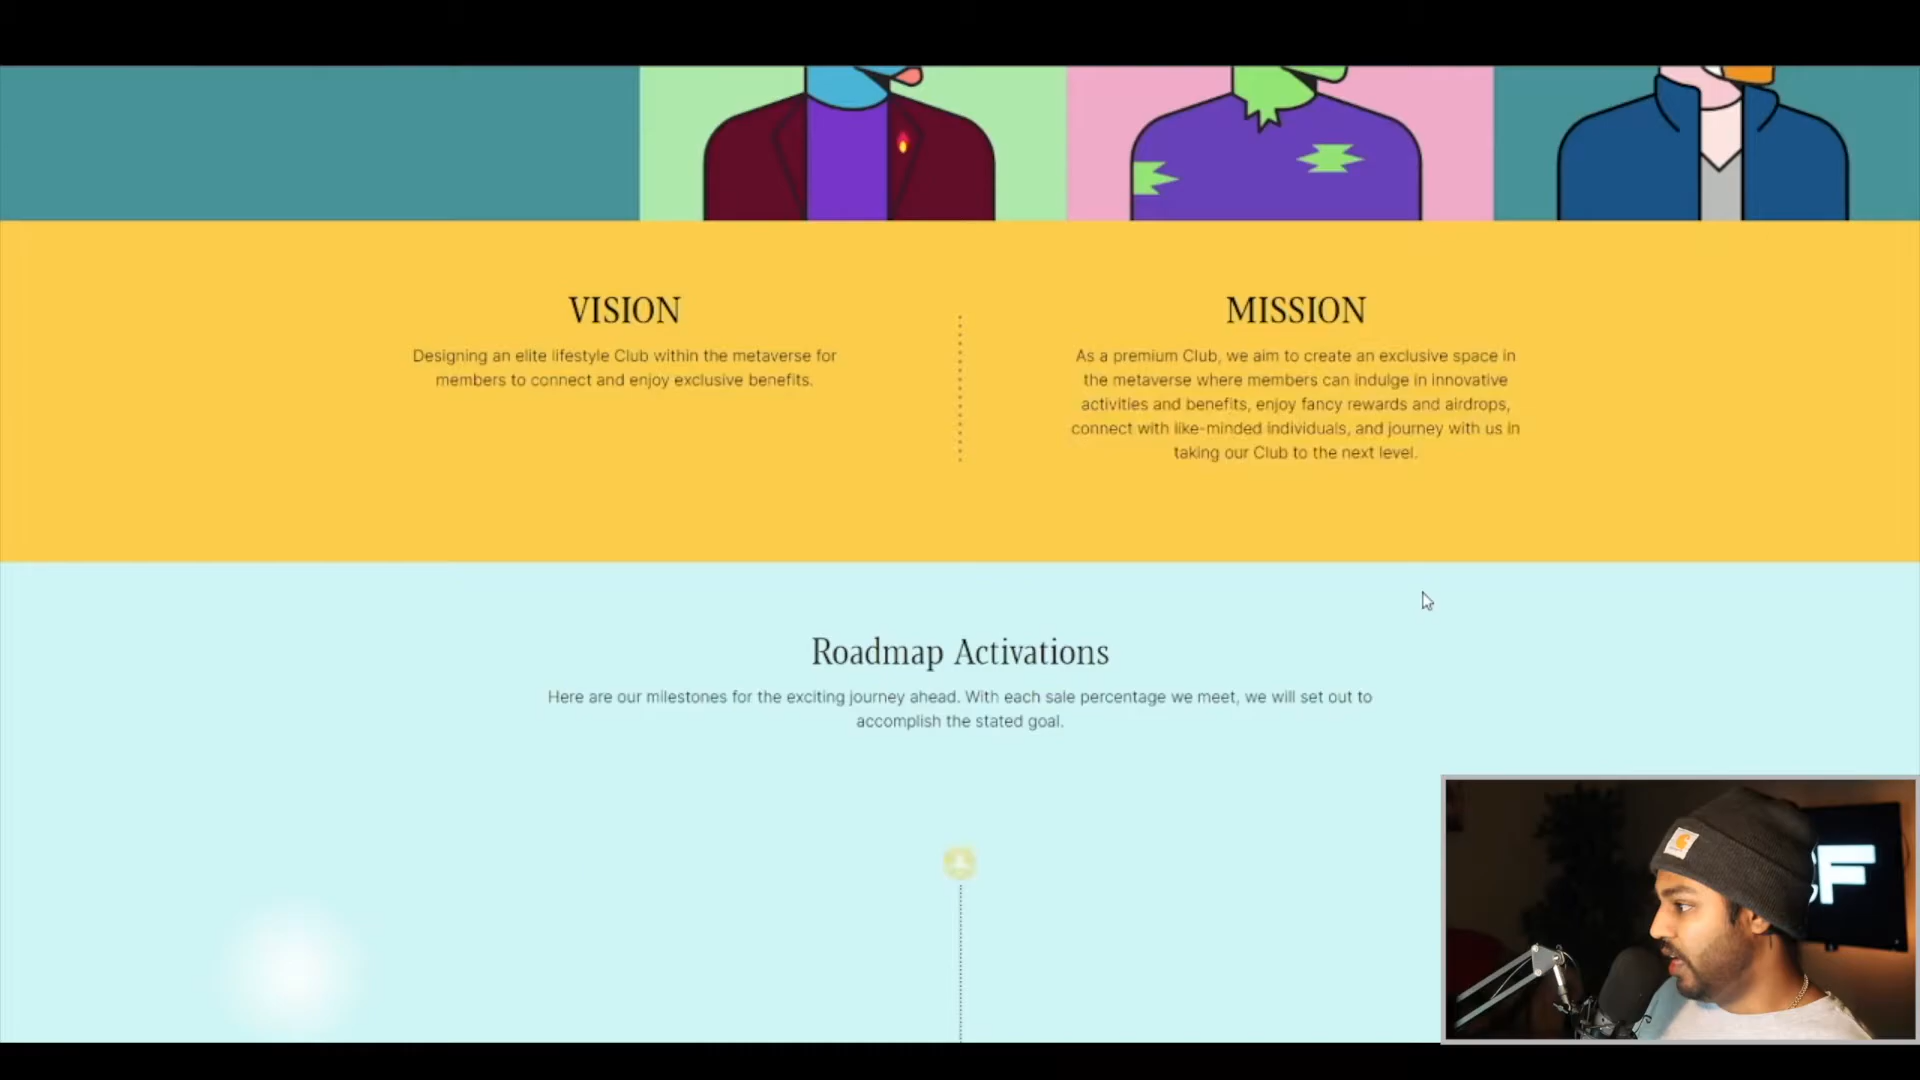 VISION
Designing an elite lifestyle Club within the metaverse for
members to connect and enjoy exclusive benefits.
MISSION
As a premium Club, we aim to create an exclusive space in
the metaverse where members can indulge in innovative
activities and benefits, enjoy fancy rewards and airdrops,
connect with like-minded individuals, and journey with us in
taking our Club to the next level.
Roadmap Activations
Here are our milestones for the exciting journey ahead. With each sale percentage we meet, we will set out to
accomplish the stated goal.
F